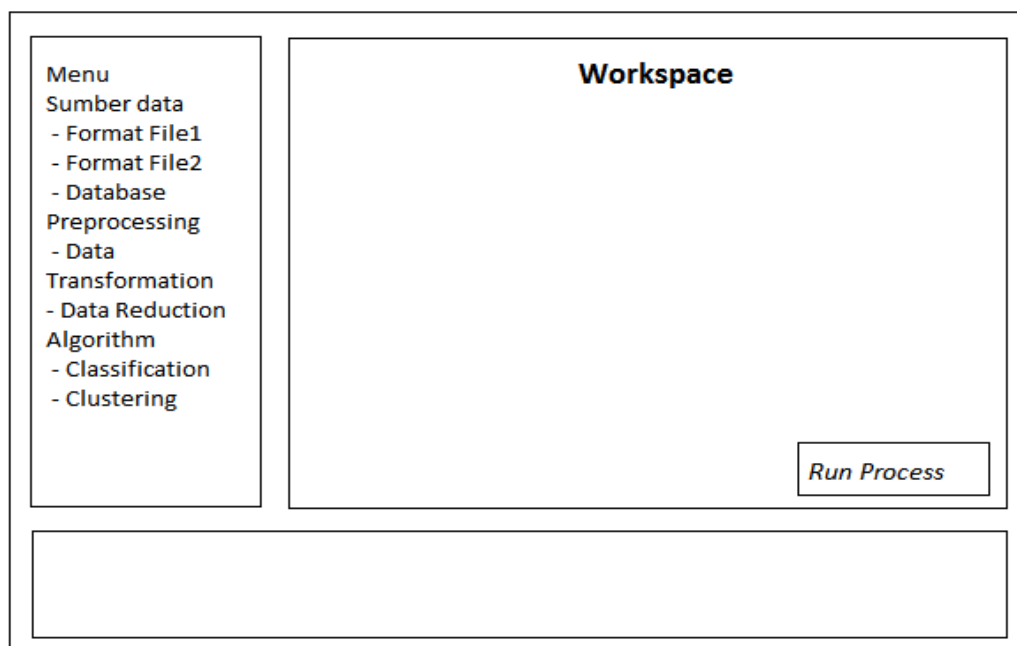 Menu
Sumber data
- Format File1
- Format File2
- Database
Preprocessing
- Data
Transformation
- Data Reduction
Algorithm
- Classification
- Clustering
Workspace
Run Process